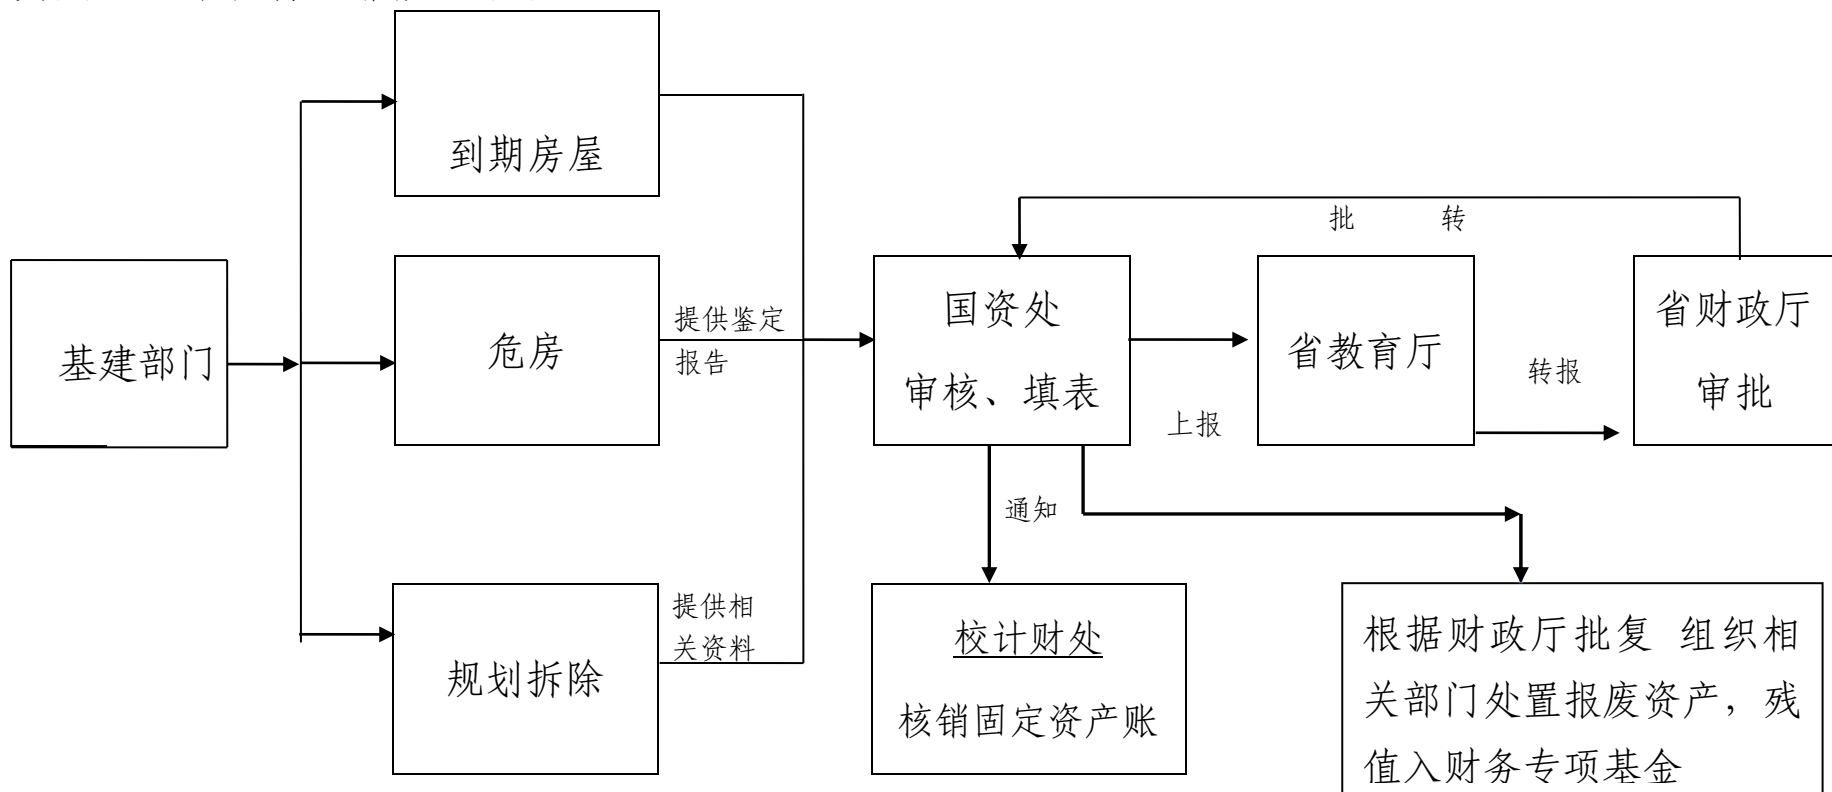 到期房屋
批 转
基建部门
危房
提供鉴定
报告
国资处
审核、填表
上报
省教育厅
转报
省财政厅
审批
通知
规划拆除
提供相
关资料
校计财处
核销固定资产账
根据财政厅批复 组织相
关部门处置报废资产，残
值入财务专项基金